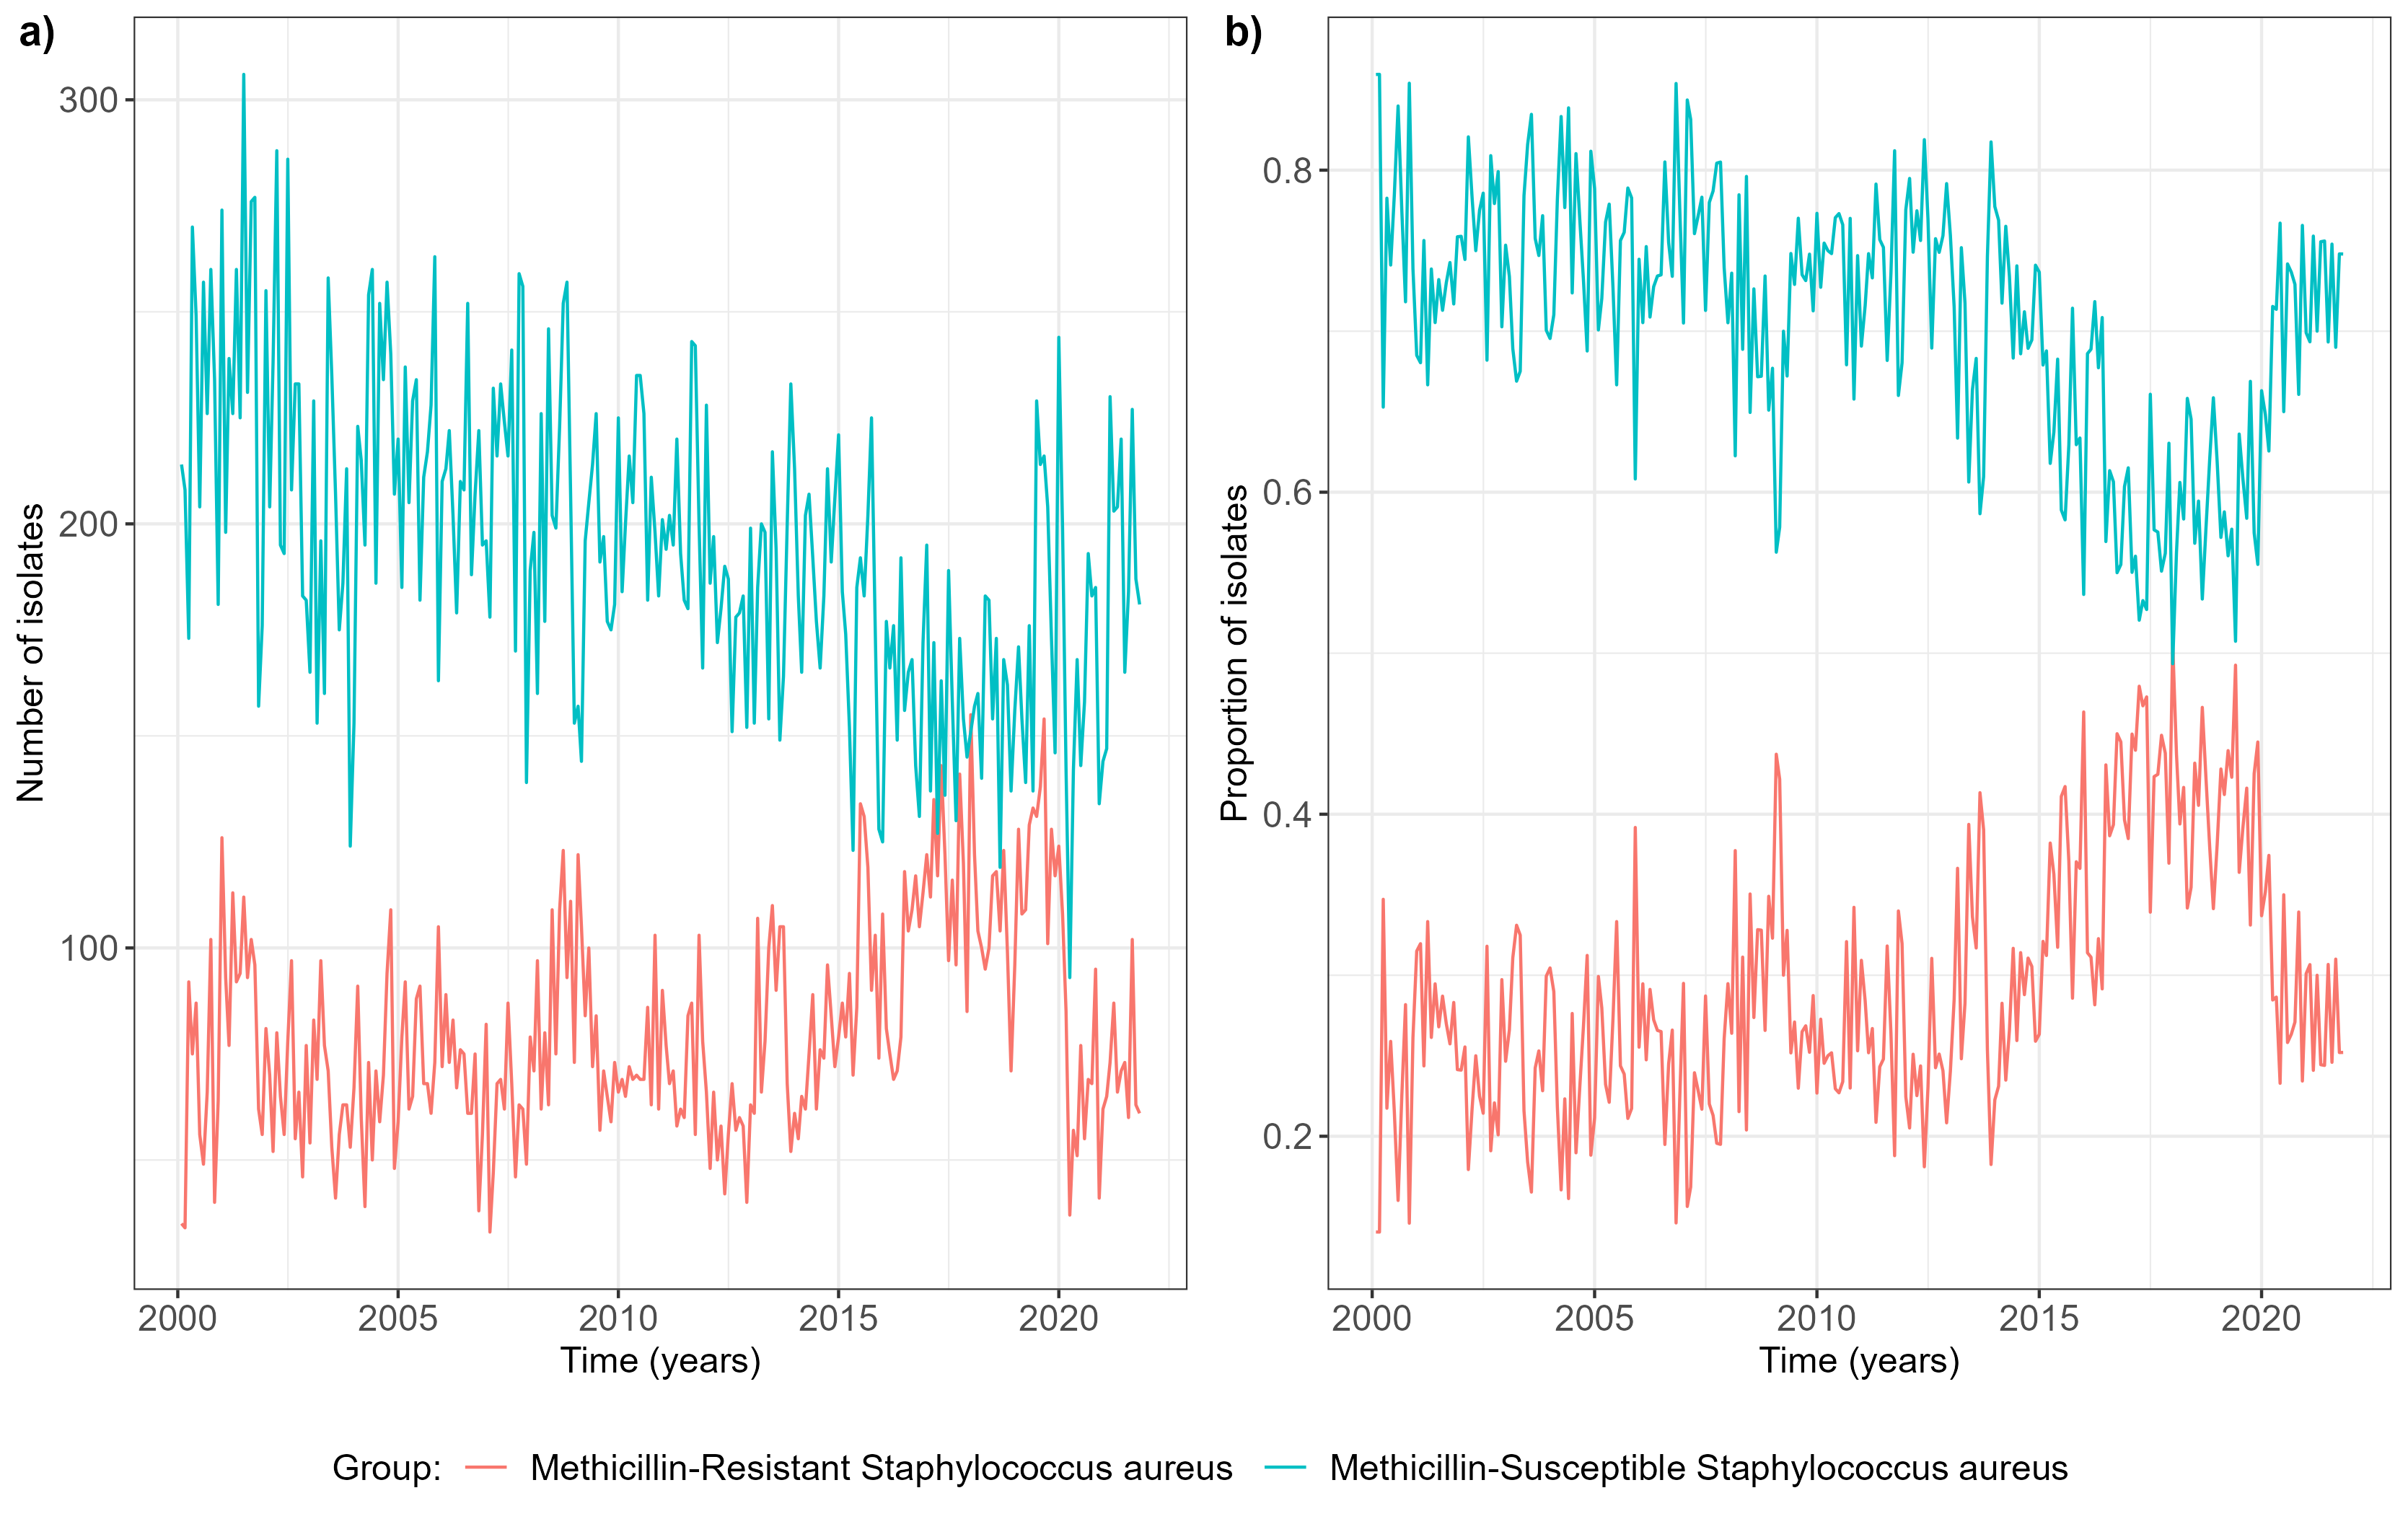 a)
300
200
100
Number of isolates
2000 2005 2010 2015 2020
Time (years)
b)
0.8
0.6
0.4
0.2
Proportion of isolates
2000 2005 2010 2015 2020
Time (years)
Group: Methicillin-Resistant Staphylococcus aureus Methicillin-Susceptible Staphylococcus aureus